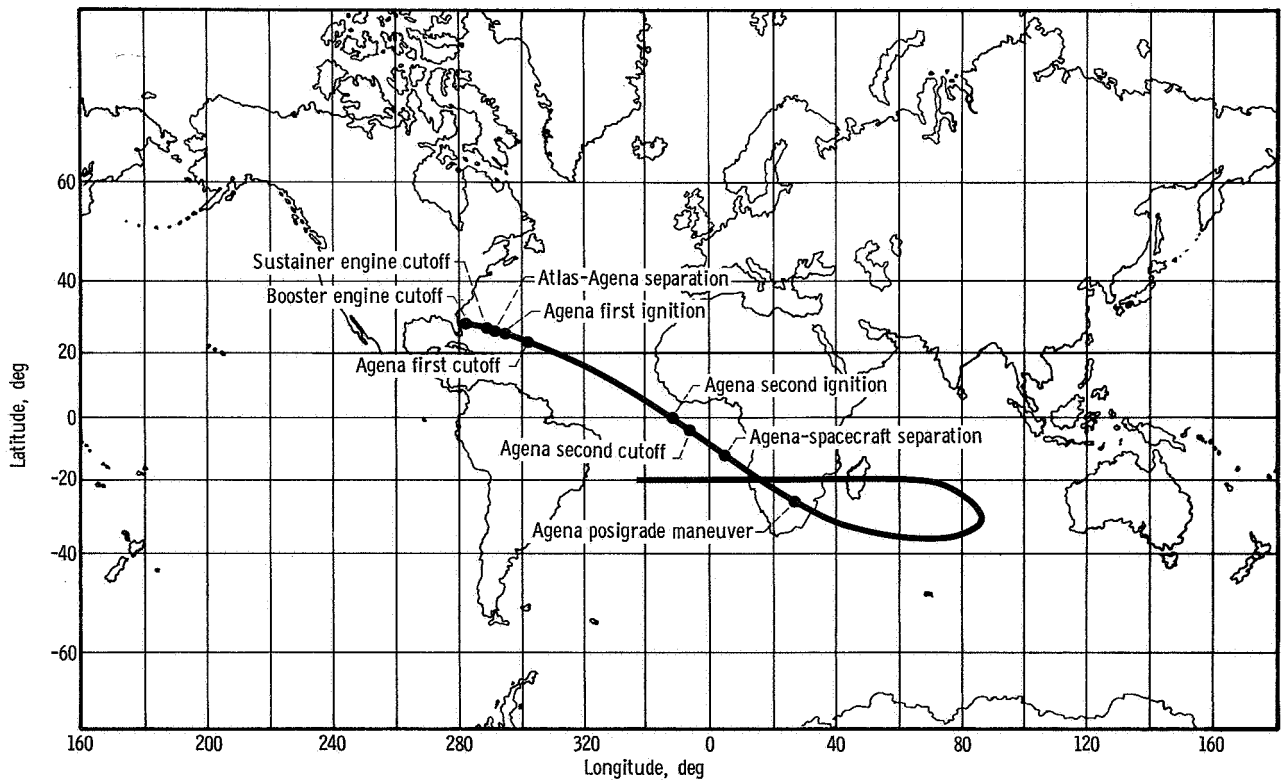 60
Sustainer engine cutoff
Atlas-Agena separation
40
Booster engine cutoff
Agena first ignition
20
Agena first cutoff
Agena second ignition
0
Agena second cutoff
Agena-spacecraft separation
-20
Agena posigrade maneuver
-40
-60
Latitude, deg
160 200 240 280 320 0 40 80 120 160
Longitude, deg